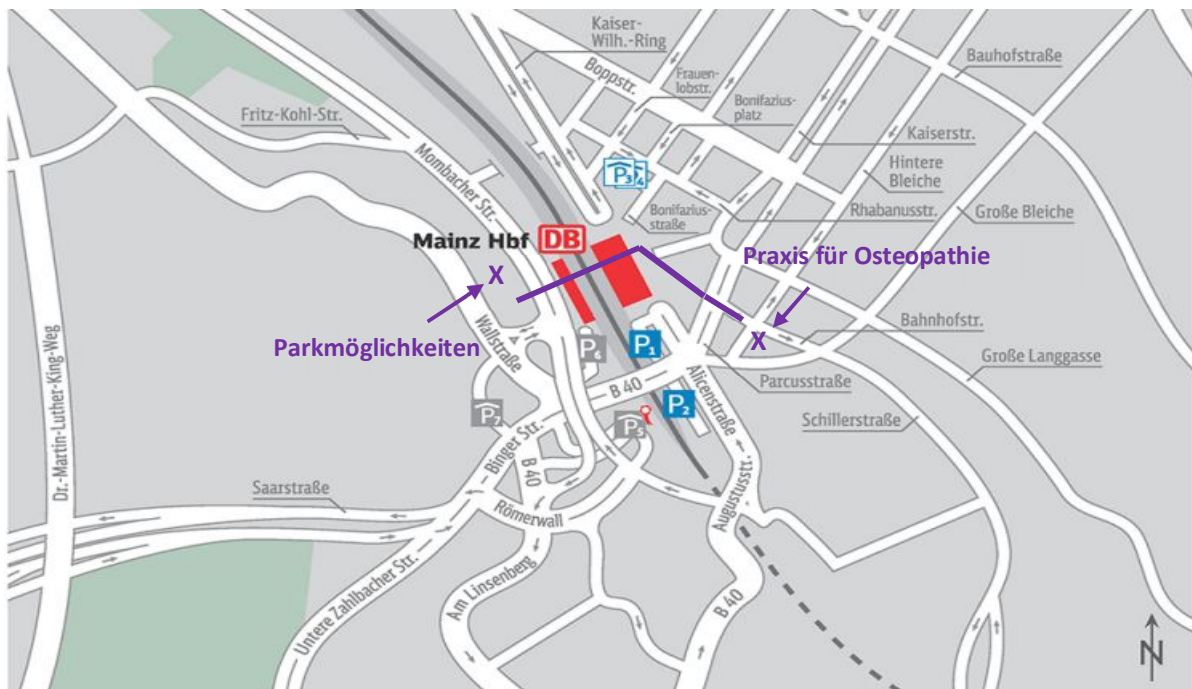 Kaiser-
Wilh.-Ring
Boppstr.
Frauen-
lobstr.
Bonifazius-
platz
Bauhofstraße
Kaiserstr.
Hintere
Bleiche
Große Bleiche
Fritz-Kohl-Str.
Mombacher Str.
P3
4
Bonifazius-
straße
Rhabanusstr.
Mainz Hbf
DB
X
Praxis für Osteopathie
Parkmöglichkeiten
Wallstraße
P6
P1
X
Bahnhofstr.
Große Langgasse
Parcusstraße
Schillerstraße
Dr.-Martin-Luther-King-Weg
B 40
Alicenstraße
P2
P7
P5
Binger Str.
B 40
Saarstraße
Römerwall
Augustusstr.
Untere Zahlbacher Str.
Am Linsenberg
B 40
N